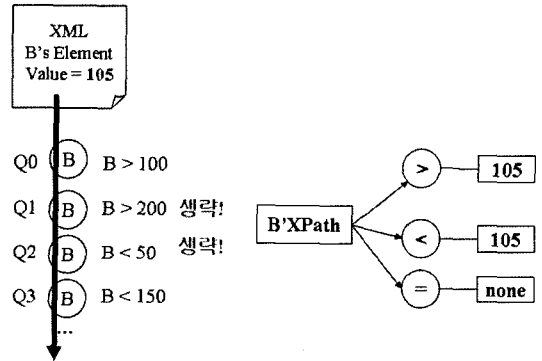 XML
B's Element
Value = 105
Q0 B B > 100
Q1 B B > 200 생략!
Q2 B B < 50 생략!
Q3 B B < 150
...
B'XPath
> 105
< 105
= none